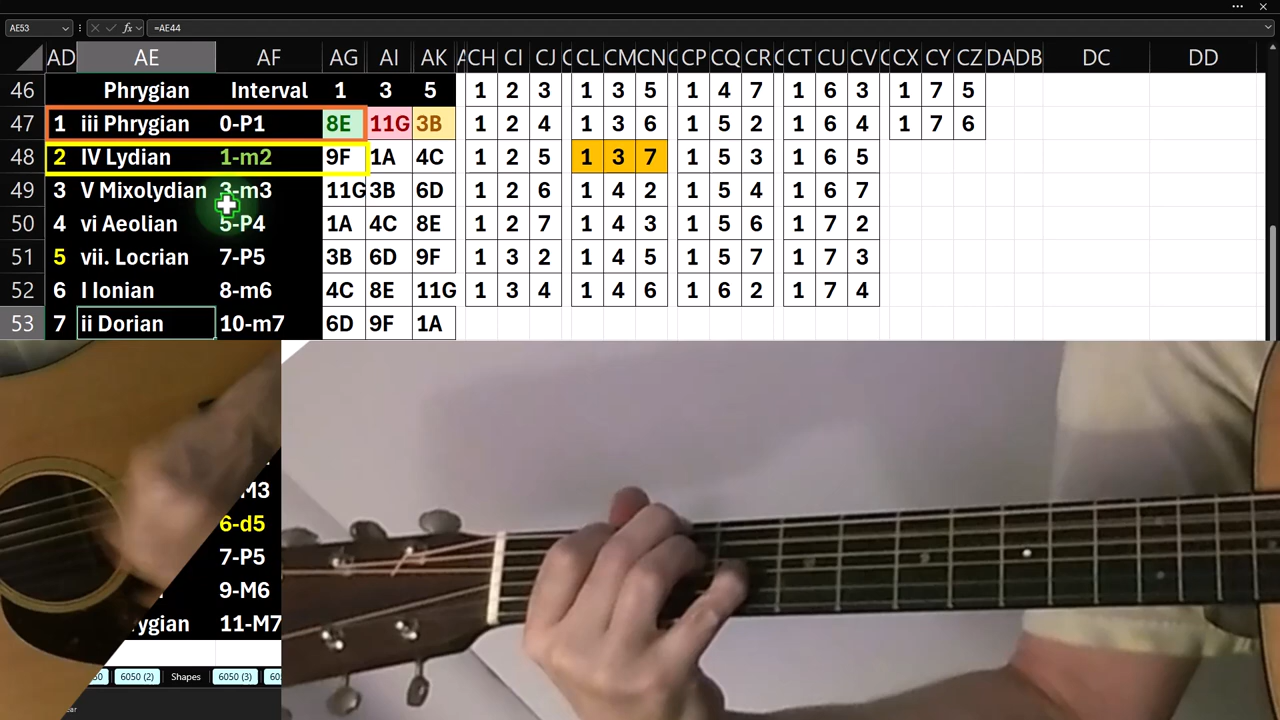 AE53 fx =AE44
AD AE AF AG AI AK CH CI CJ C CL CM CN C CP CQ CR C CT CU CV C CX CY CZ DA DB DC DD
46 Phrygian Interval 1 3 5 1 2 3 1 3 5 1 4 7 1 6 3 1 7 5
47 1 iii Phrygian 0-P1 8E 11G 3B 1 2 4 1 3 6 1 5 2 1 6 4 1 7 6
48 2 IV Lydian 1-m2 9F 1A 4C 1 2 5 1 3 7 1 5 3 1 6 5
49 3 V Mixolydian 3-m3 11G 3B 6D 1 2 6 1 4 2 1 5 4 1 6 7
50 4 vi Aeolian 5-P4 1A 4C 8E 1 2 7 1 4 3 1 5 6 1 7 2
51 5 vii. Locrian 7-P5 3B 6D 9F 1 3 2 1 4 5 1 5 7 1 7 3
52 6 I Ionian 8-m6 4C 8E 11G 1 3 4 1 4 6 1 6 2 1 7 4
53 7 ii Dorian 10-m7 6D 9F 1A
M3
6-d5
7-P5
9-M6
rygian 11-M7
6050 (2) Shapes 6050 (3)